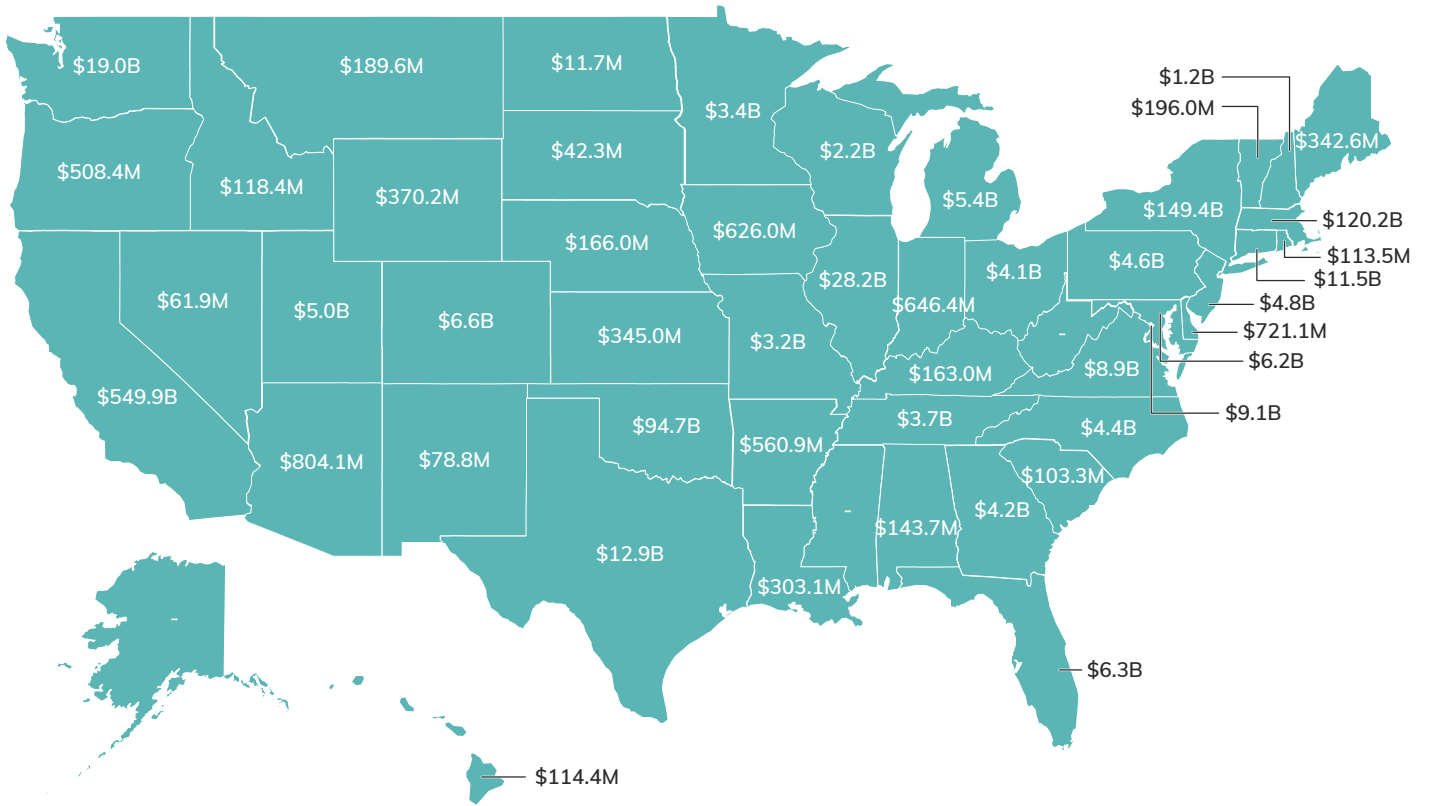 $19.0B
$189.6M
$11.7M
$3.4B
$1.2B
$196.0M
$342.6M
$508.4M
$118.4M
$370.2M
$42.3M
$2.2B
$5.4B
$149.4B
$120.2B
$113.5M
$11.5B
$61.9M
$5.0B
$6.6B
$166.0M
$626.0M
$28.2B
$646.4M
$4.1B
$4.6B
$4.8B
$721.1M
$6.2B
$549.9B
$345.0M
$3.2B
$163.0M
-
$8.9B
$9.1B
$804.1M
$78.8M
$94.7B
$560.9M
$3.7B
$4.4B
$12.9B
$303.1M
-
$143.7M
$4.2B
$103.3M
$6.3B
-
$114.4M